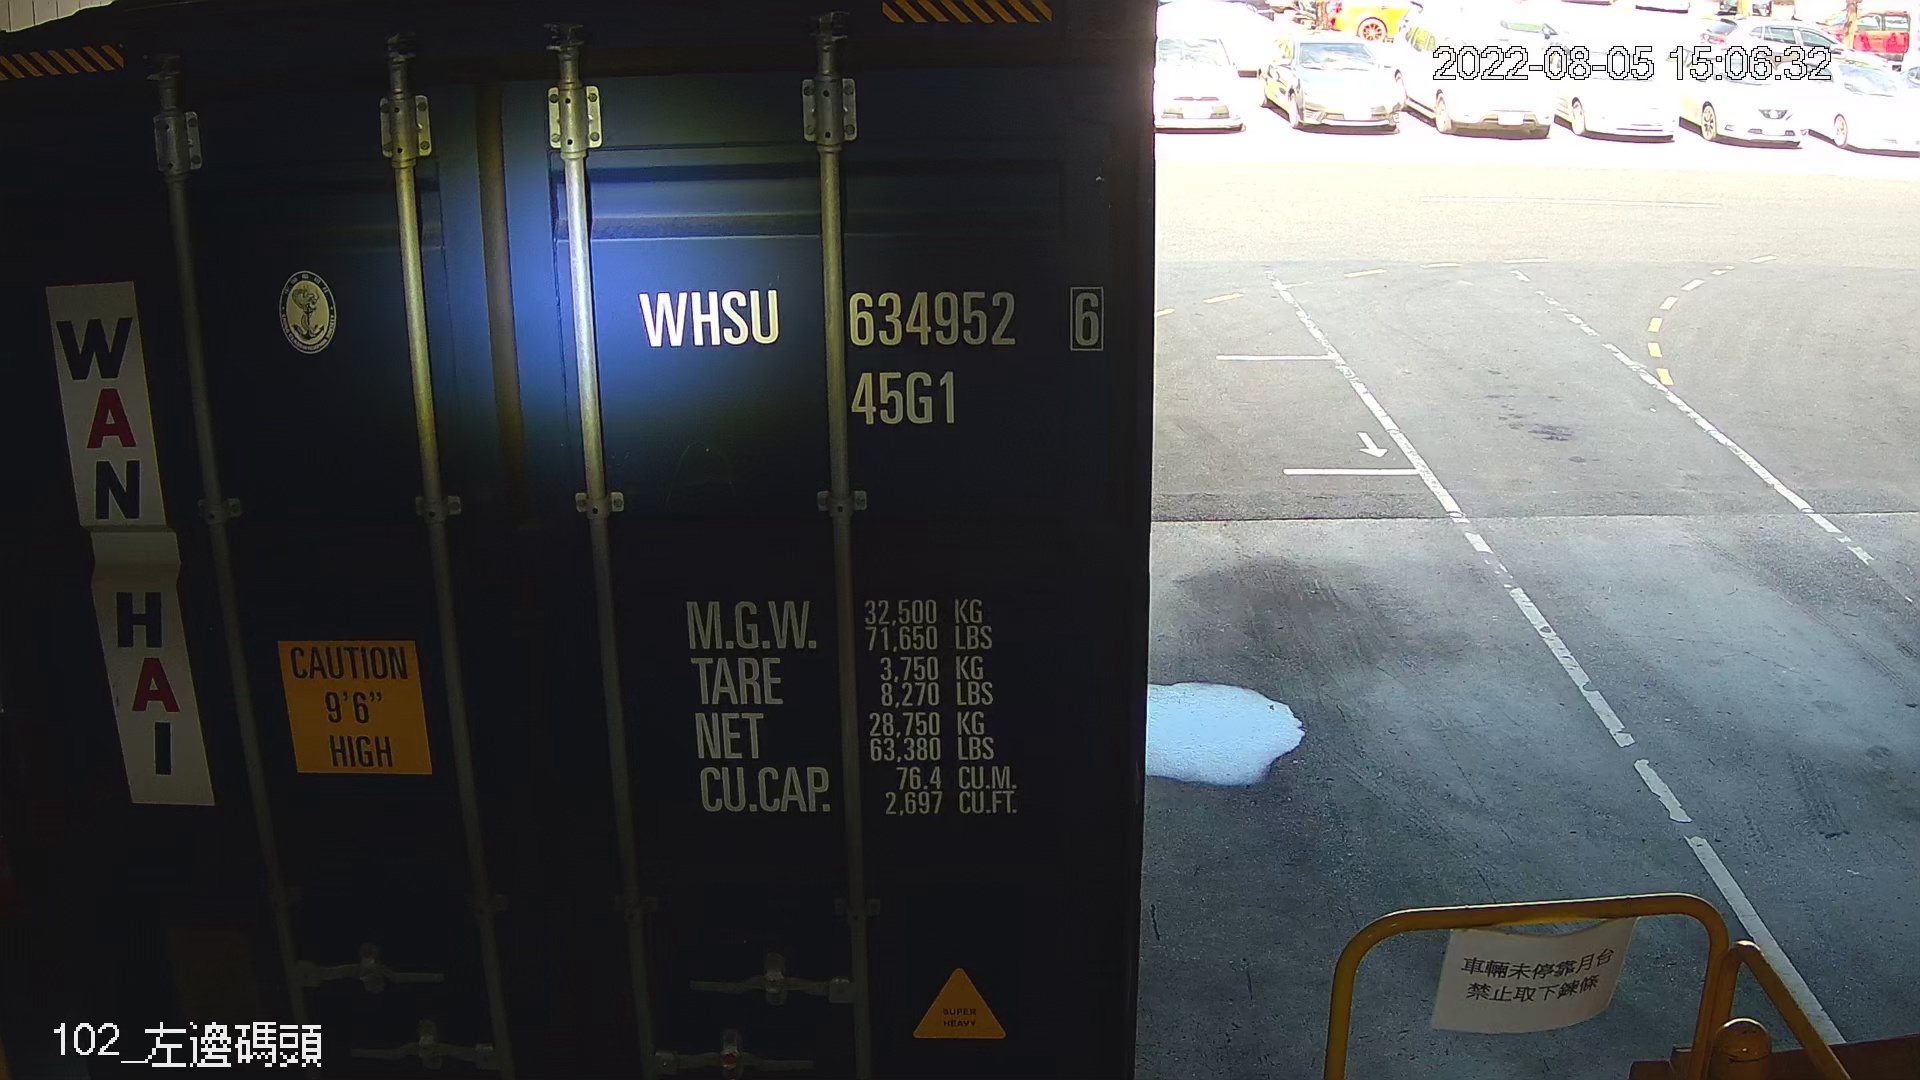 2022-08-05 15:06:32
WAN HAI
WHSU 634952 6
45G1
CAUTION
9'6"
HIGH
M.G.W. 32,500 KG
71,650 LBS
TARE 3,750 KG
8,270 LBS
NET 28,750 KG
63,380 LBS
CU.CAP. 76.4 CU.M.
2,697 CU.FT.
SUPER
HEAVY
車輛未停靠月台
禁止取下鍊條
102_左邊碼頭